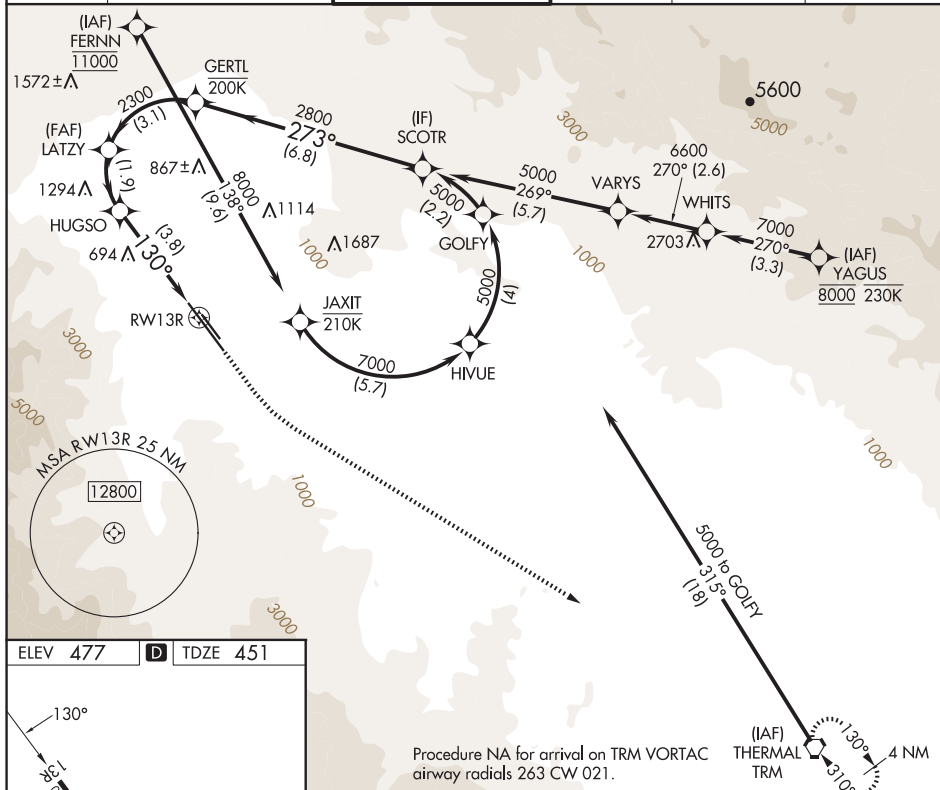 (IAF)
FERNN
11000
1572±
GERTL
200K
5600
5000
3000
2300
(3.1)
(FAF)
LATZY
2800
273°
(6.8)
(IF)
SCOTR
6600
270° (2.6)
(1.9)
867±
8000
138°
(9.6)
5000
269°
(5.7)
VARYS
WHITS
1294
HUGSO
1114
5000
(2.2)
GOLFY
2703
7000
270°
(3.3)
(IAF)
YAGUS
8000 230K
694
(3.8)
130°
1000
1687
1000
5000
(4)
RW13R
JAXIT
210K
3000
7000
(5.7)
HIVUE
5000
1000
MSA RW13R 25 NM
12800
1000
5000 to GOLFY
315°
(18)
3000
ELEV 477
D
TDZE 451
130°
13R
Procedure NA for arrival on TRM VORTAC
airway radials 263 CW 021.
(IAF)
THERMAL
TRM
130°
4 NM
310°